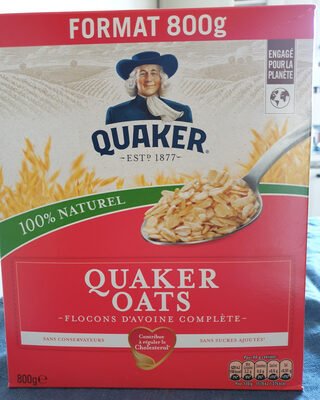 FORMAT 800g
ENGAGÉ
POUR LA
PLANÈTE
QUAKER®
-ESTD 1877-
100% NATUREL
QUAKER
OATS
-FLOCONS D'AVOINE COMPLÈTE-
SANS CONSERVATEURS
Contribue
à réguler le
Cholestérol
SANS SUCRES AJOUTÉS
800g℮